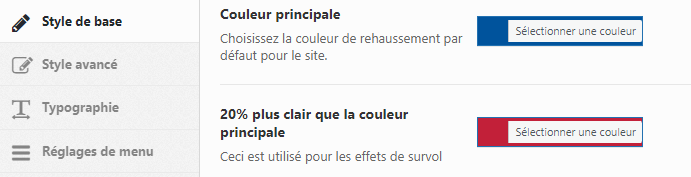 Style de base
Style avancé
Typographie
Réglages de menu
Couleur principale
Choisissez la couleur de rehaussement par
défaut pour le site.
Sélectionner une couleur
20% plus clair que la couleur
principale
Ceci est utilisé pour les effets de survol
Sélectionner une couleur